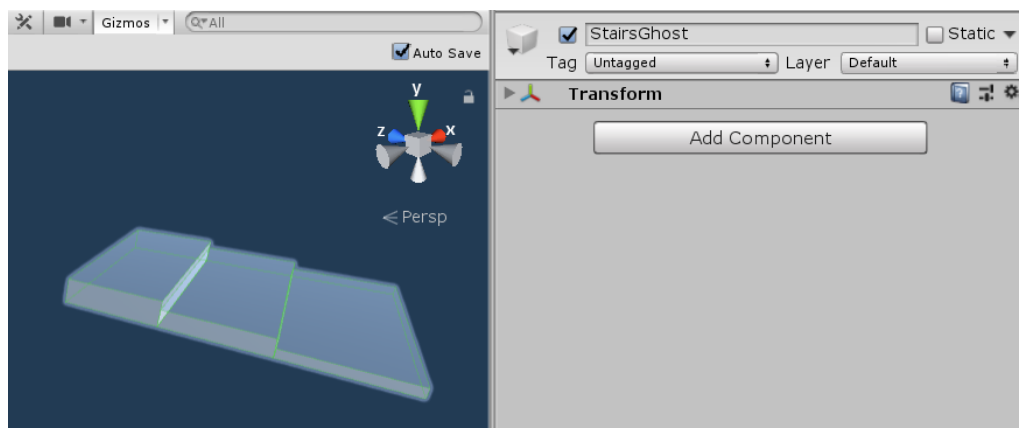 Gizmos
All
Auto Save
y
z
x
Persp
StairsGhost
Static
Tag Untagged Layer Default
Transform
Add Component